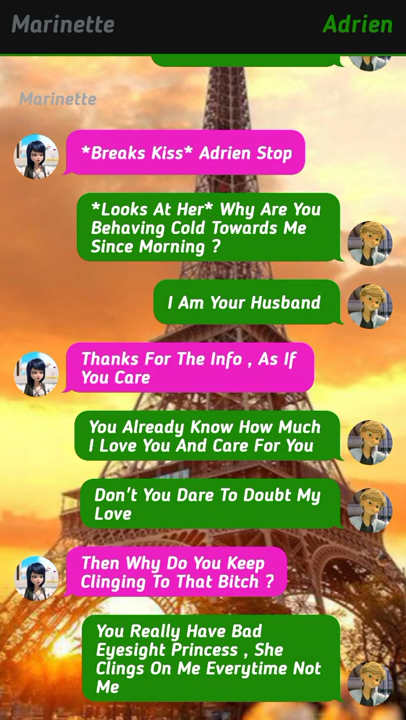 Marinette
Adrien
Marinette
*Breaks Kiss* Adrien Stop
*Looks At Her* Why Are You
Behaving Cold Towards Me
Since Morning ?
I Am Your Husband
Thanks For The Info , As If
You Care
You Already Know How Much
I Love You And Care For You
Don't You Dare To Doubt My
Love
Then Why Do You Keep
Clinging To That Bitch ?
You Really Have Bad
Eyesight Princess , She
Clings On Me Everytime Not
Me